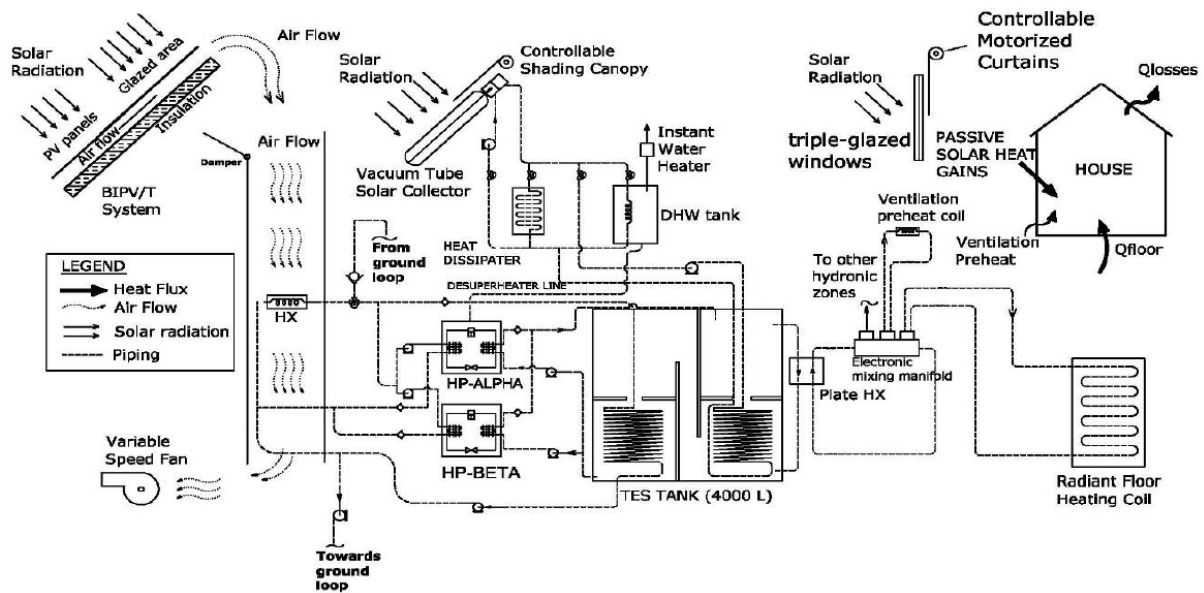 Solar
Radiation
Glazed area
PV panels
Air flow
Insulation
BIPV/T
System
Air Flow
Damper
Air Flow
Solar
Radiation
Controllable
Shading Canopy
Vacuum Tube
Solar Collector
Instant
Water
Heater
DHW tank
HEAT
DISSIPATER
DESUPERHEATER LINE
From
ground
loop
HX
LEGEND
Heat Flux
Air Flow
Solar radiation
Piping
Variable
Speed Fan
HP-ALPHA
HP-BETA
Towards
ground
loop
TES TANK (4000 L)
Plate HX
Solar
Radiation
Controllable
Motorized
Curtains
triple-glazed
windows
PASSIVE
SOLAR HEAT
GAINS
Qlosses
HOUSE
Ventilation
Preheat
Qfloor
Ventilation
preheat coil
To other
hydronic
zones
Electronic
mixing manifold
Radiant Floor
Heating Coil